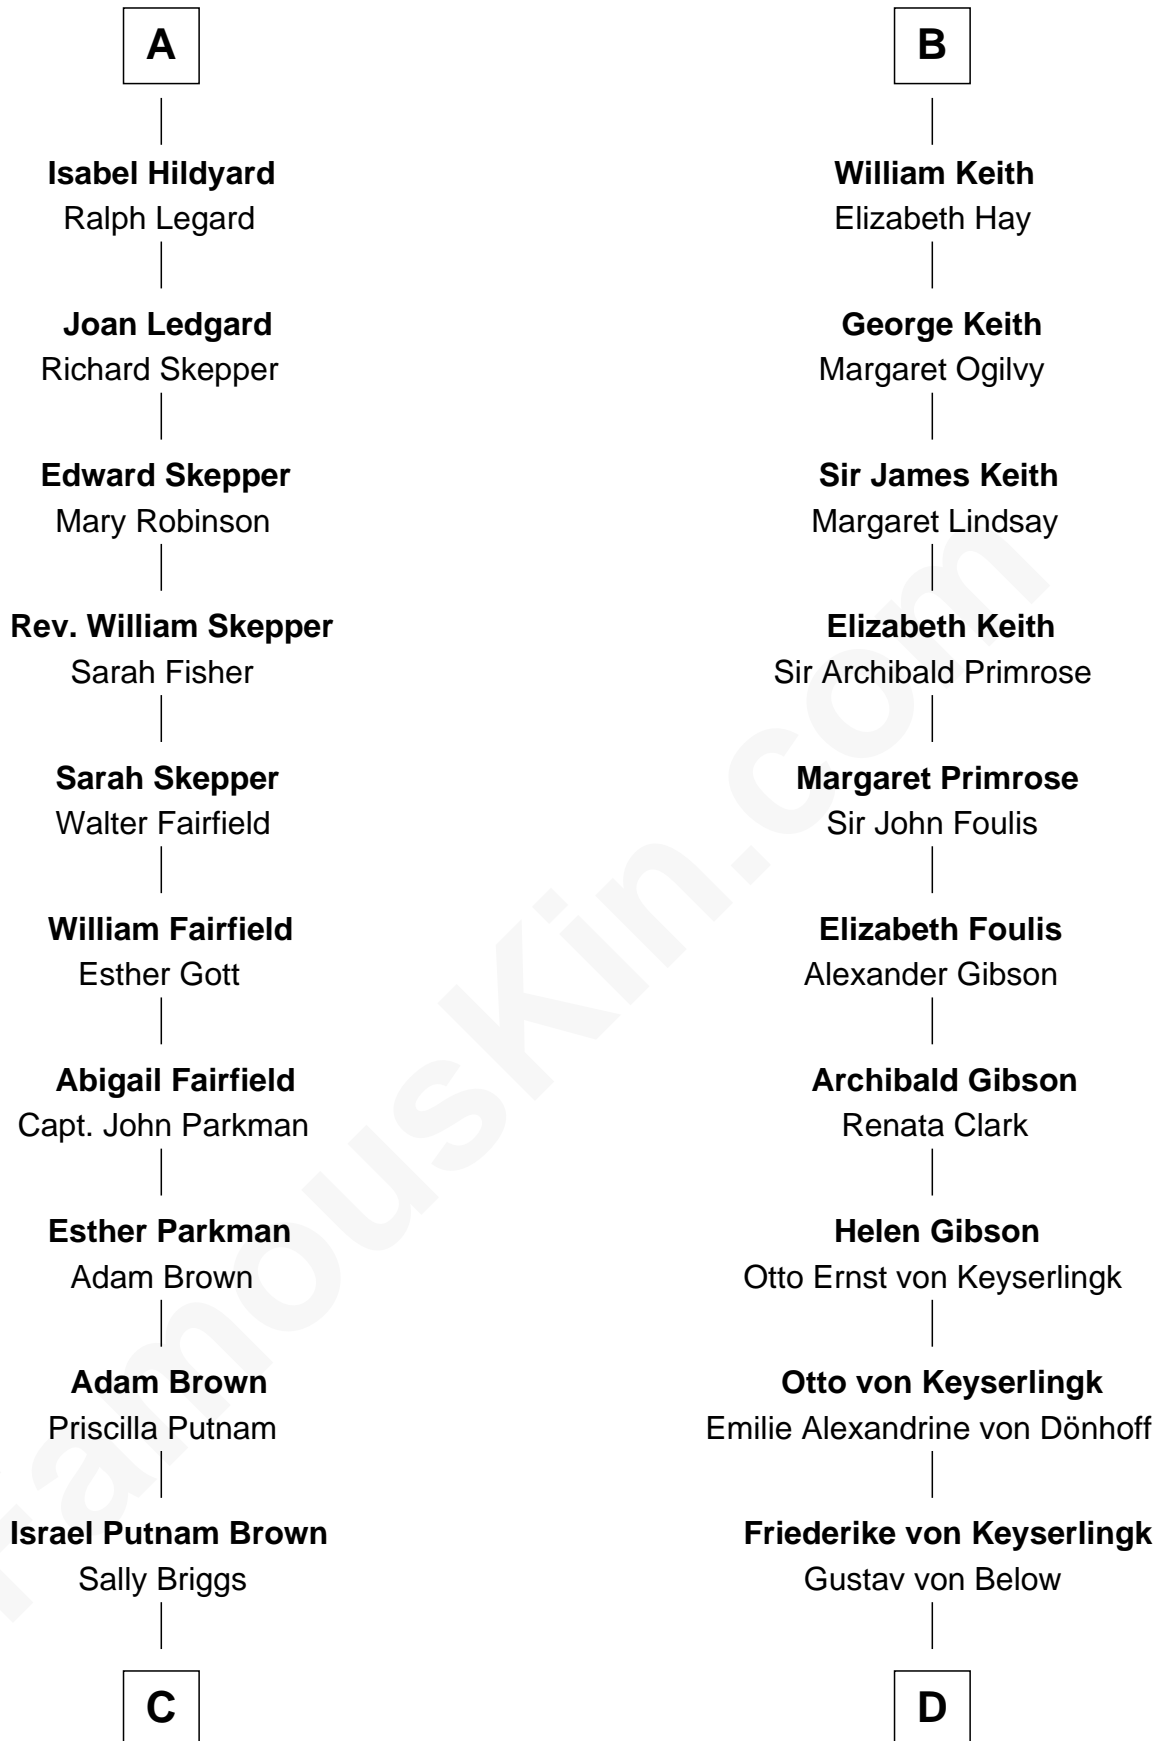 A
Isabel Hildyard
Ralph Legard
Joan Ledgard
Richard Skepper
Edward Skepper
Mary Robinson
Rev. William Skepper
Sarah Fisher
Sarah Skepper
Walter Fairfield
William Fairfield
Esther Gott
Abigail Fairfield
Capt. John Parkman
Esther Parkman
Adam Brown
Adam Brown
Priscilla Putnam
Israel Putnam Brown
Sally Briggs
C
B
William Keith
Elizabeth Hay
George Keith
Margaret Ogilvy
Sir James Keith
Margaret Lindsay
Elizabeth Keith
Sir Archibald Primrose
Margaret Primrose
Sir John Foulis
Elizabeth Foulis
Alexander Gibson
Archibald Gibson
Renata Clark
Helen Gibson
Otto Ernst von Keyserlingk
Otto von Keyserlingk
Emilie Alexandrine von Dönhoff
Friederike von Keyserlingk
Gustav von Below
D
FamousKin.com